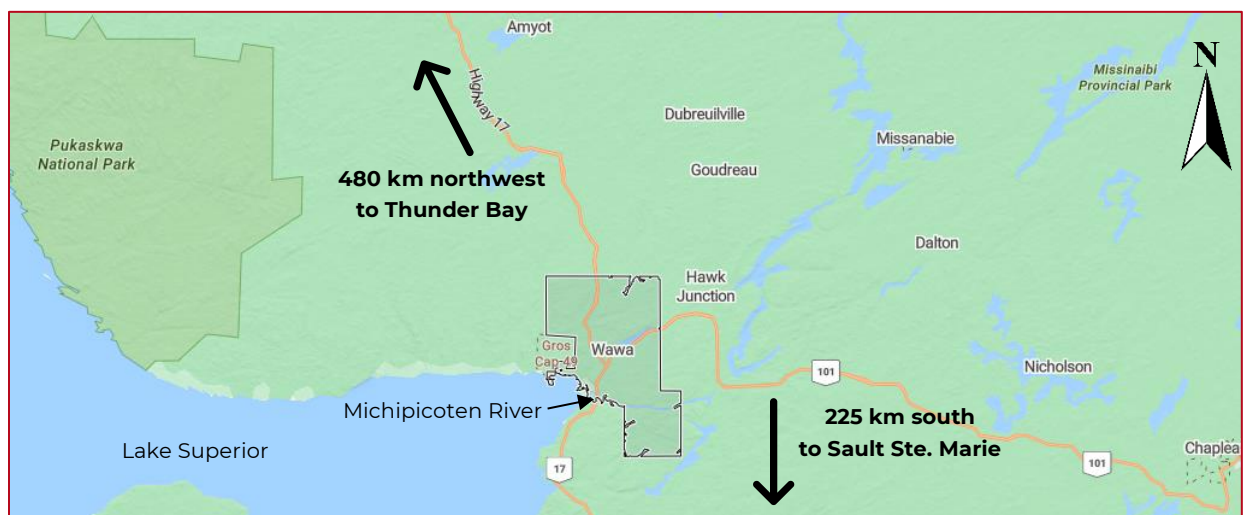 Amyot
N
Highway 17
Missinaibi
Provincial Park
Dubreuilville
Pukaskwa
National Park
Missanabie
480 km northwest
to Thunder Bay
Goudreau
Dalton
Hawk
Junction
Gros
Cap 49
Wawa
101
Nicholson
Michipicoten River
225 km south
to Sault Ste. Marie
Lake Superior
Chaplea
17
101